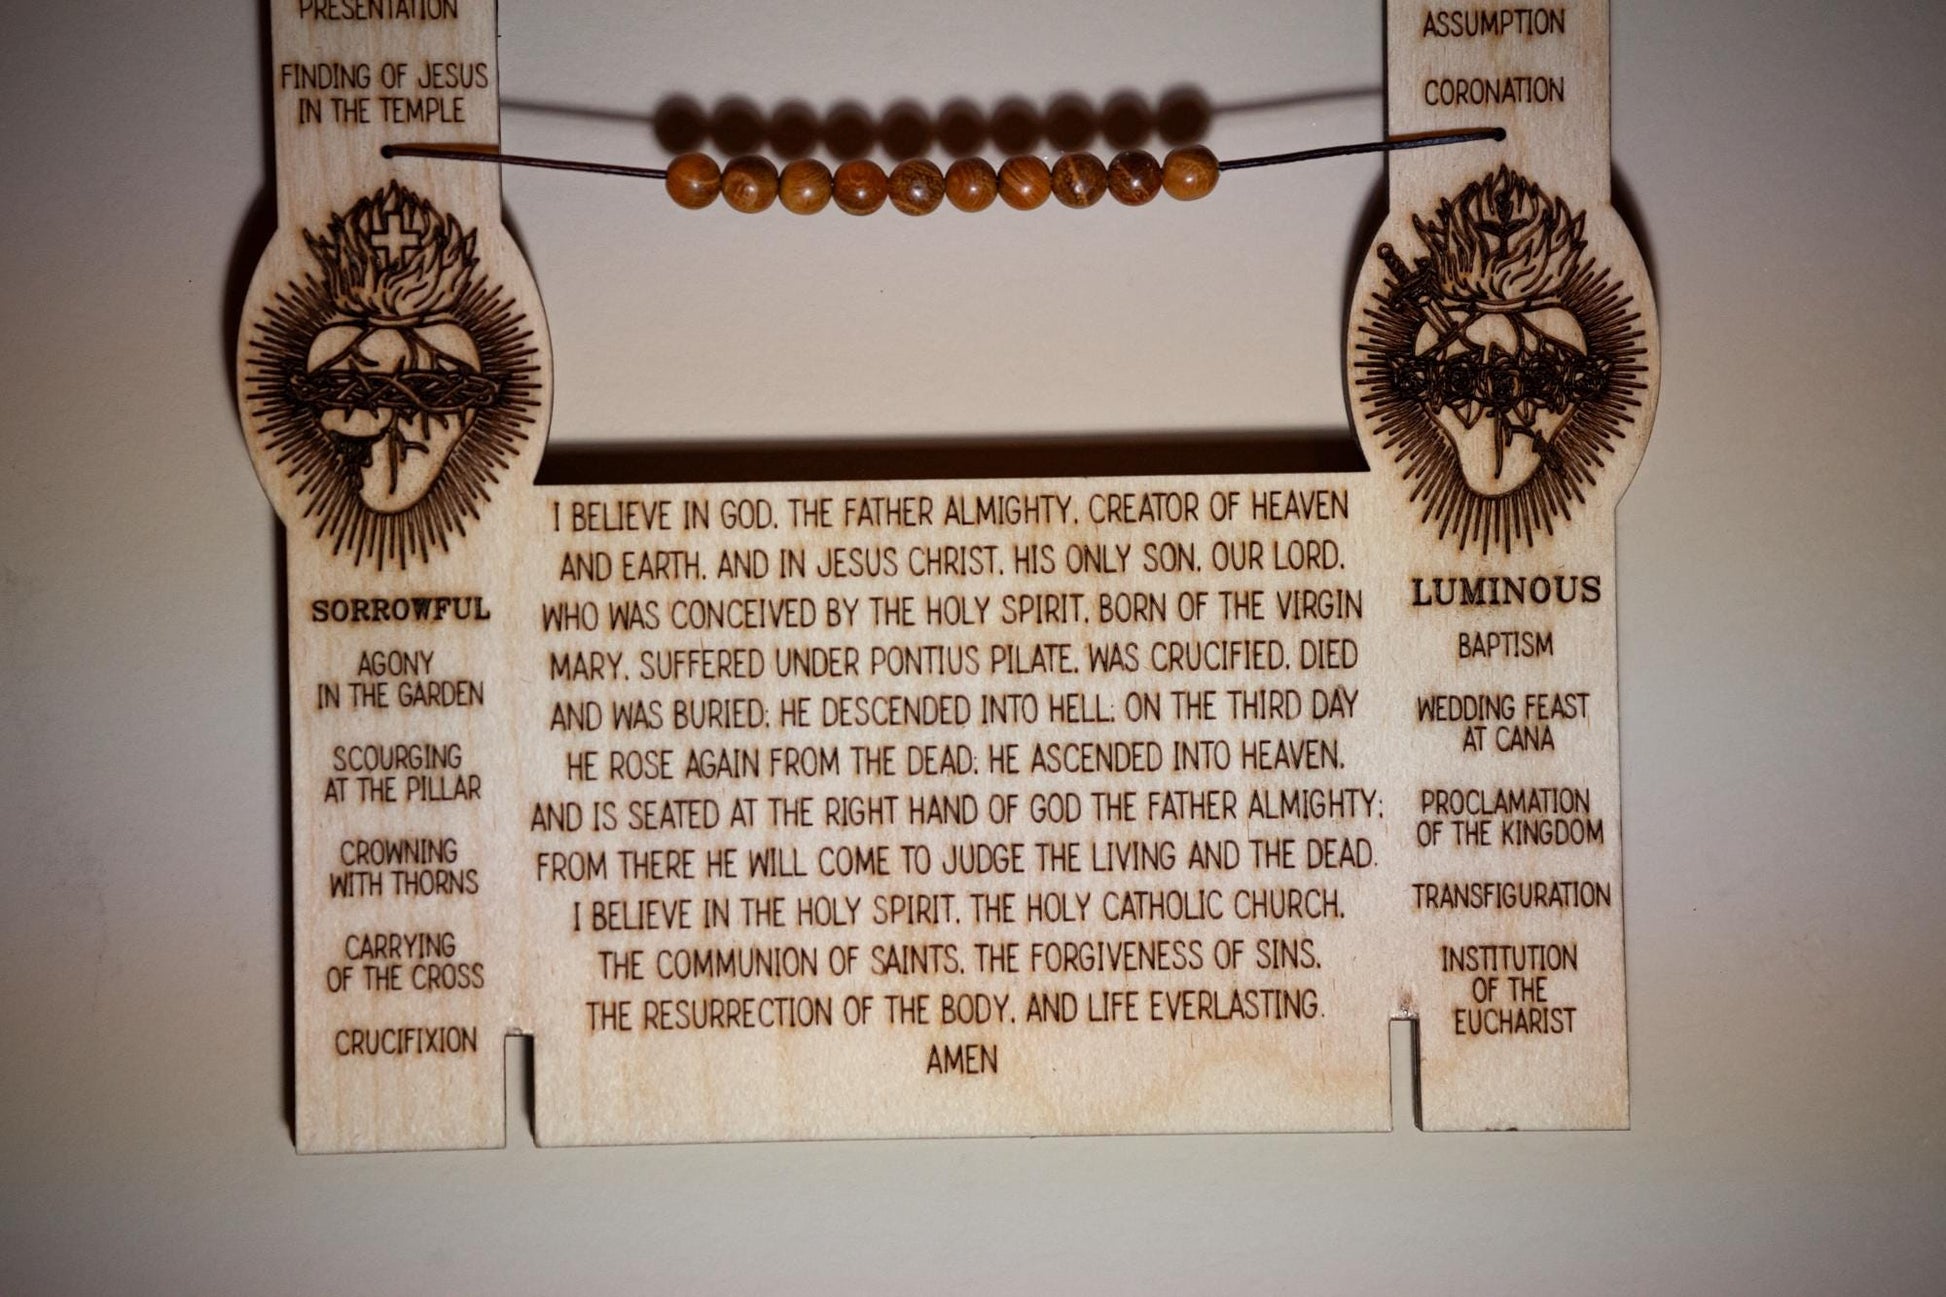 PRESENTATION
FINDING OF JESUS
IN THE TEMPLE
SORROWFUL
AGONY
IN THE GARDEN
SCOURGING
AT THE PILLAR
CROWNING
WITH THORNS
CARRYING
OF THE CROSS
CRUCIFIXION
I BELIEVE IN GOD, THE FATHER ALMIGHTY, CREATOR OF HEAVEN
AND EARTH, AND IN JESUS CHRIST, HIS ONLY SON, OUR LORD,
WHO WAS CONCEIVED BY THE HOLY SPIRIT, BORN OF THE VIRGIN
MARY, SUFFERED UNDER PONTIUS PILATE, WAS CRUCIFIED, DIED
AND WAS BURIED; HE DESCENDED INTO HELL; ON THE THIRD DAY
HE ROSE AGAIN FROM THE DEAD; HE ASCENDED INTO HEAVEN,
AND IS SEATED AT THE RIGHT HAND OF GOD THE FATHER ALMIGHTY;
FROM THERE HE WILL COME TO JUDGE THE LIVING AND THE DEAD.
I BELIEVE IN THE HOLY SPIRIT, THE HOLY CATHOLIC CHURCH,
THE COMMUNION OF SAINTS, THE FORGIVENESS OF SINS,
THE RESURRECTION OF THE BODY, AND LIFE EVERLASTING.
AMEN
ASSUMPTION
CORONATION
LUMINOUS
BAPTISM
WEDDING FEAST
AT CANA
PROCLAMATION
OF THE KINGDOM
TRANSFIGURATION
INSTITUTION
OF THE
EUCHARIST